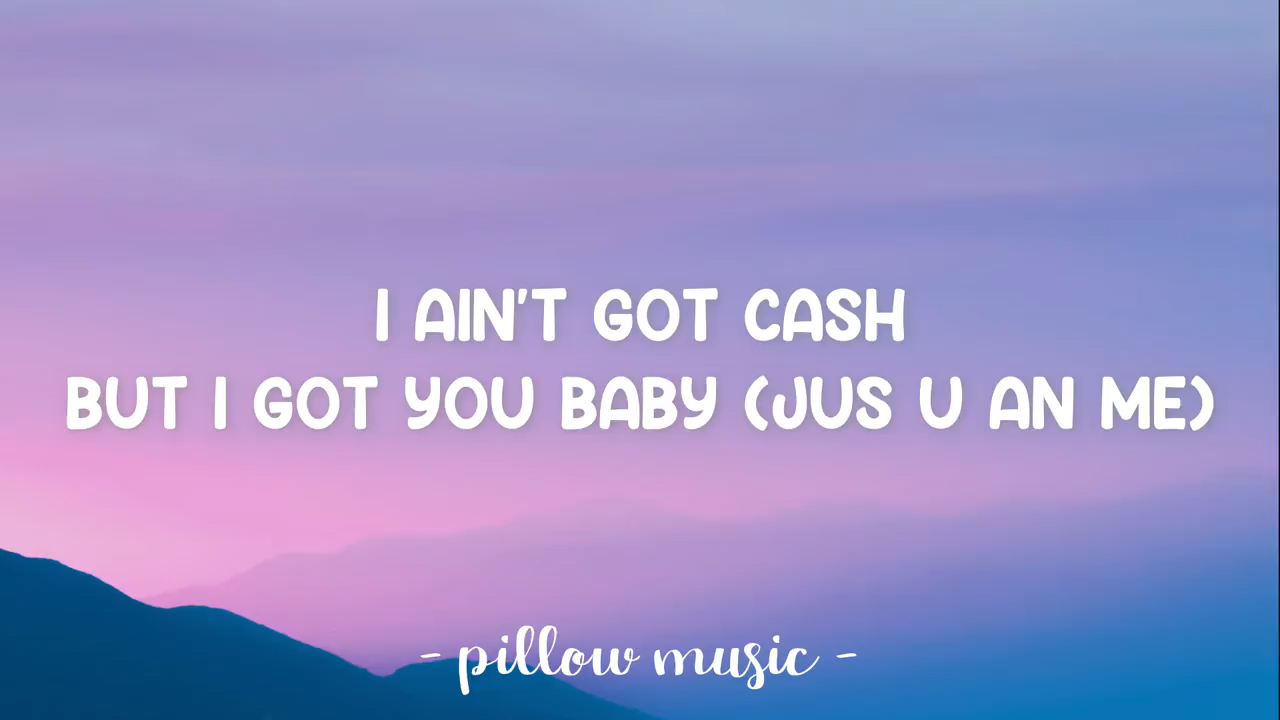 I AIN'T GOT CASH
BUT I GOT YOU BABY (JUS U AN ME)
- pillow music -